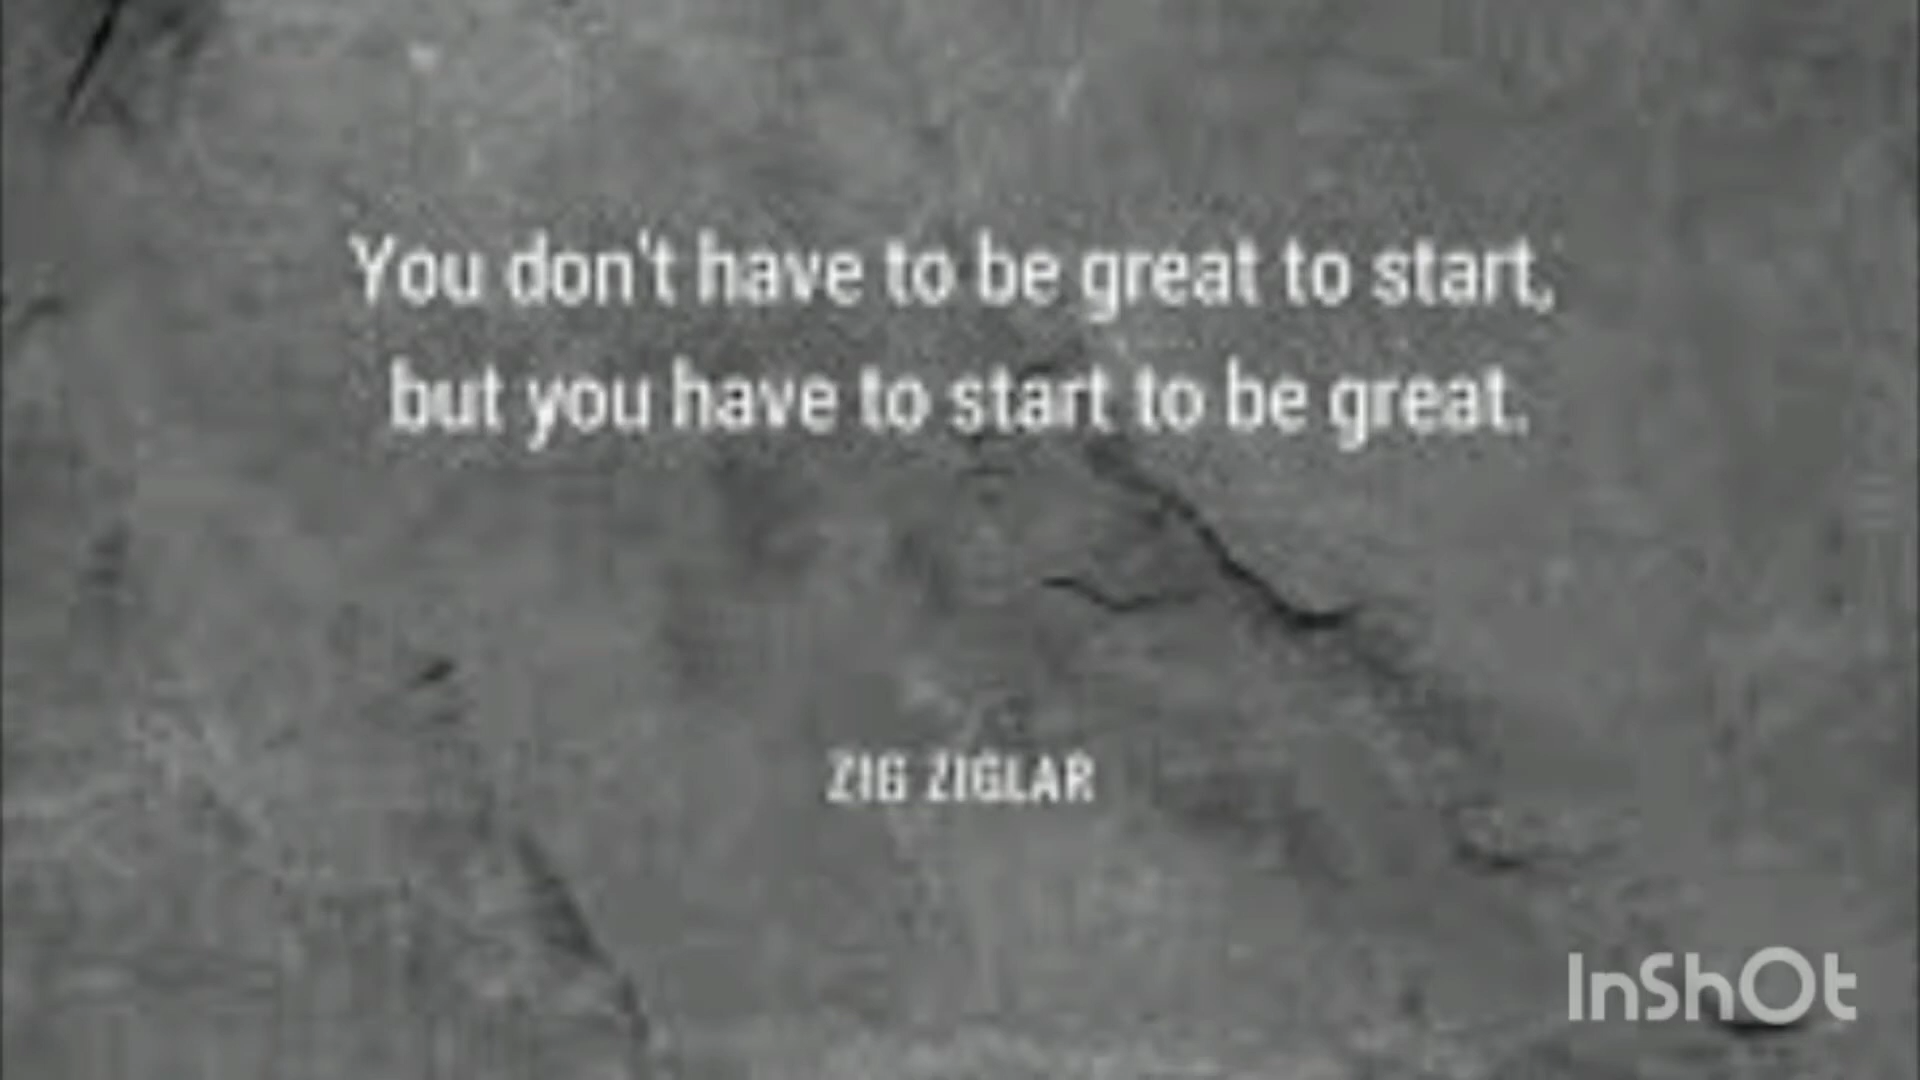 You don't have to be great to start,
but you have to start to be great.
ZIG ZIGLAR
InShOt